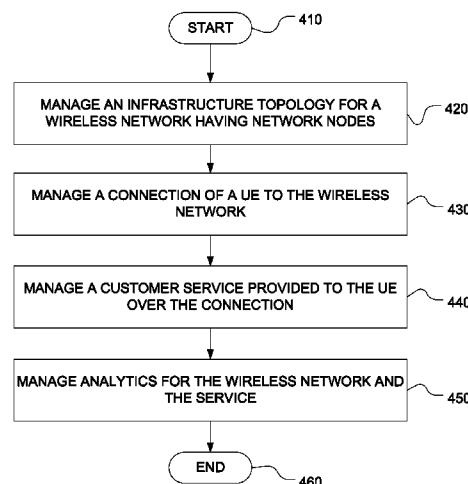 START
410
MANAGE AN INFRASTRUCTURE TOPOLOGY FOR A
WIRELESS NETWORK HAVING NETWORK NODES
420
MANAGE A CONNECTION OF A UE TO THE WIRELESS
NETWORK
430
MANAGE A CUSTOMER SERVICE PROVIDED TO THE UE
OVER THE CONNECTION
440
MANAGE ANALYTICS FOR THE WIRELESS NETWORK AND
THE SERVICE
450
END
460